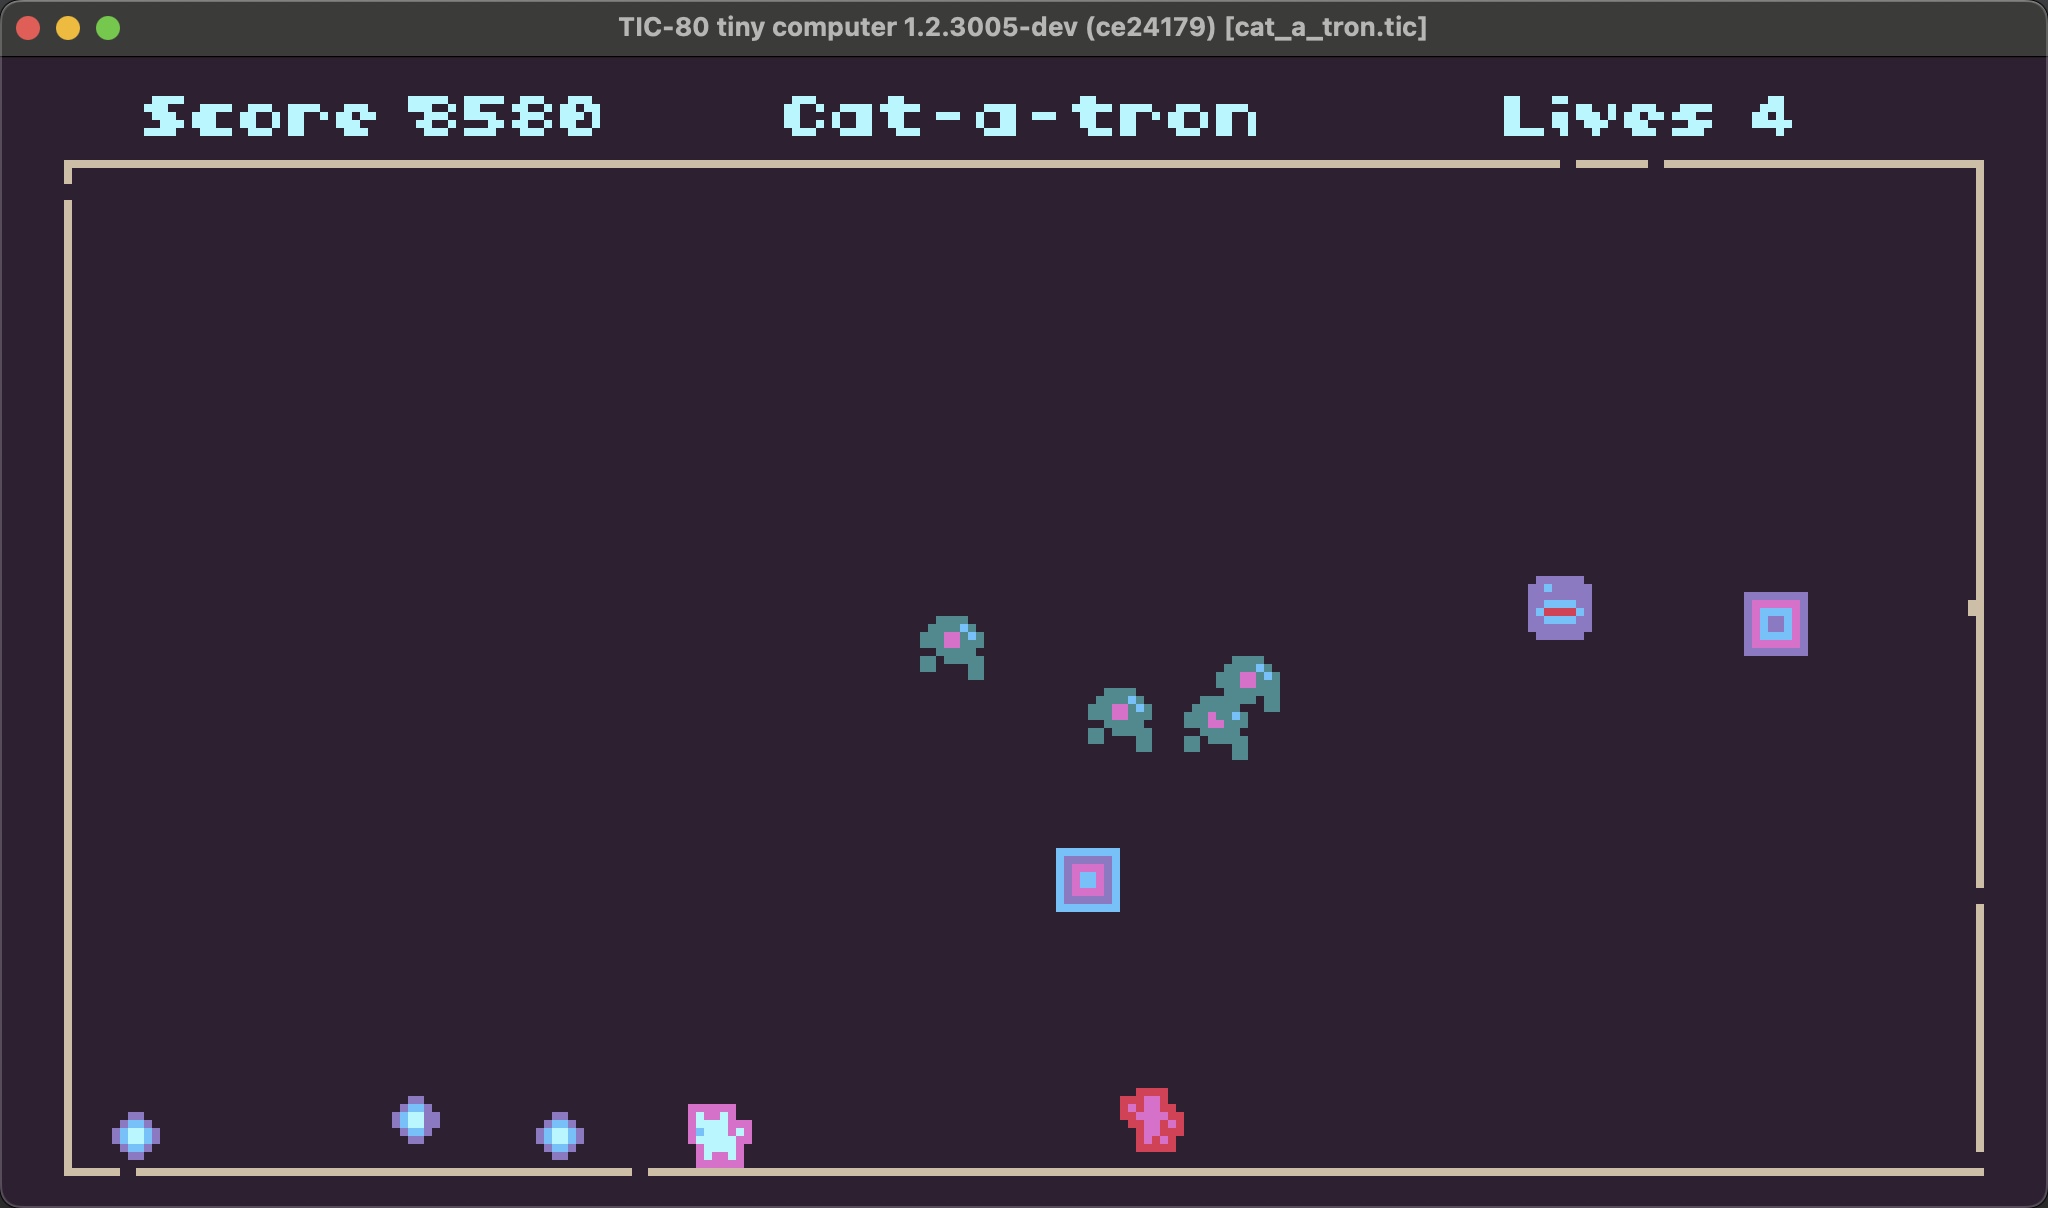 TIC-80 tiny computer 1.2.3005-dev (ce24179) [cat_a_tron.tic]
Score 8580 Cat-a-tron Lives 4